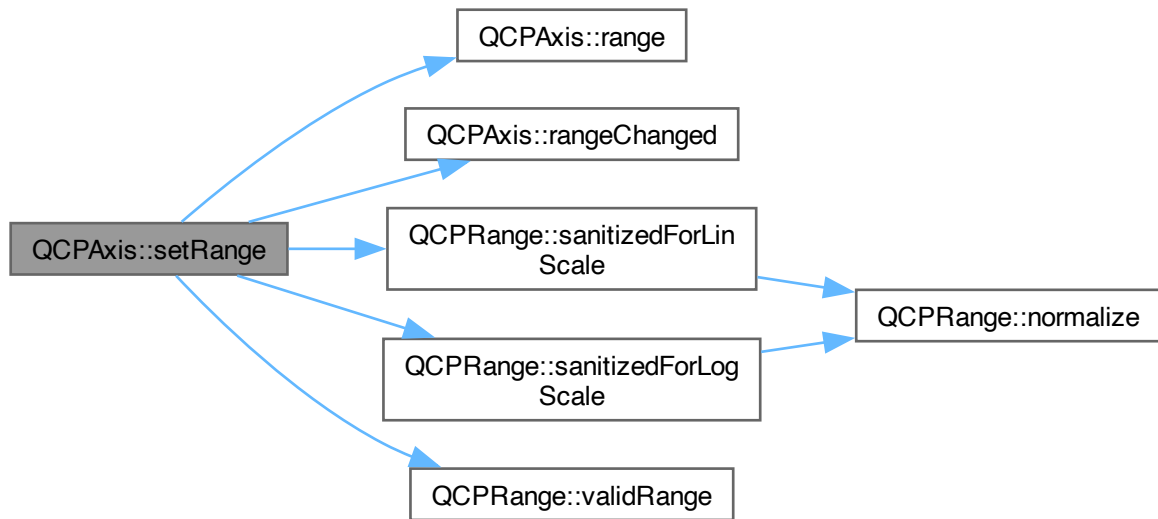 QCPAxis::range
QCPAxis::rangeChanged
QCPAxis::setRange
QCPRange::sanitizedForLin
Scale
QCPRange::normalize
QCPRange::sanitizedForLog
Scale
QCPRange::validRange